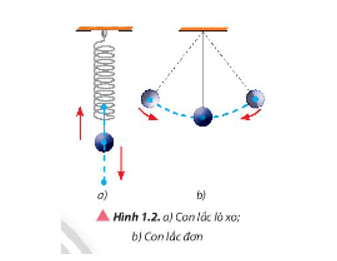 a)
b)
▲ Hình 1.2. a) Con lắc lò xo;
b) Con lắc đơn